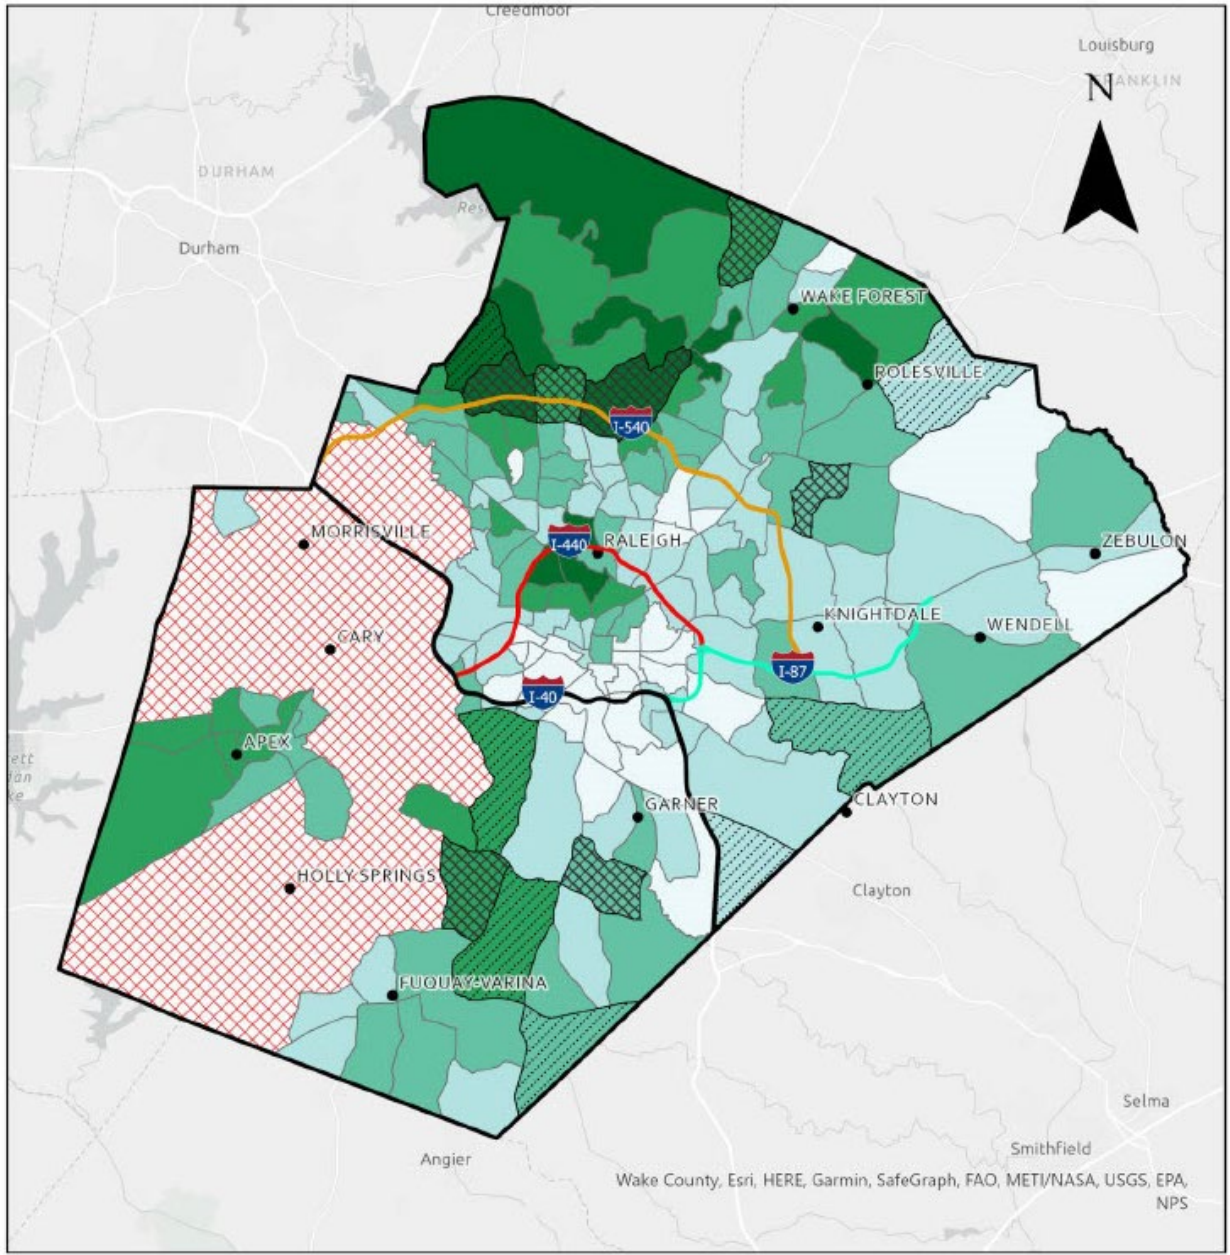 Creedmoor
Louisburg
FRANKLIN
N
DURHAM
Durham
WAKE FOREST
ROLESVILLE
I-540
MORRISVILLE
I-440
RALEIGH
ZEBULON
CARY
KNIGHTDALE
WENDELL
I-87
I-40
APEX
GARNER
CLAYTON
HOLLY SPRINGS
Clayton
FUQUAY-VARINA
Selma
Smithfield
Angier
Wake County, Esri, HERE, Garmin, SafeGraph, FAO, METI/NASA, USGS, EPA,
NPS